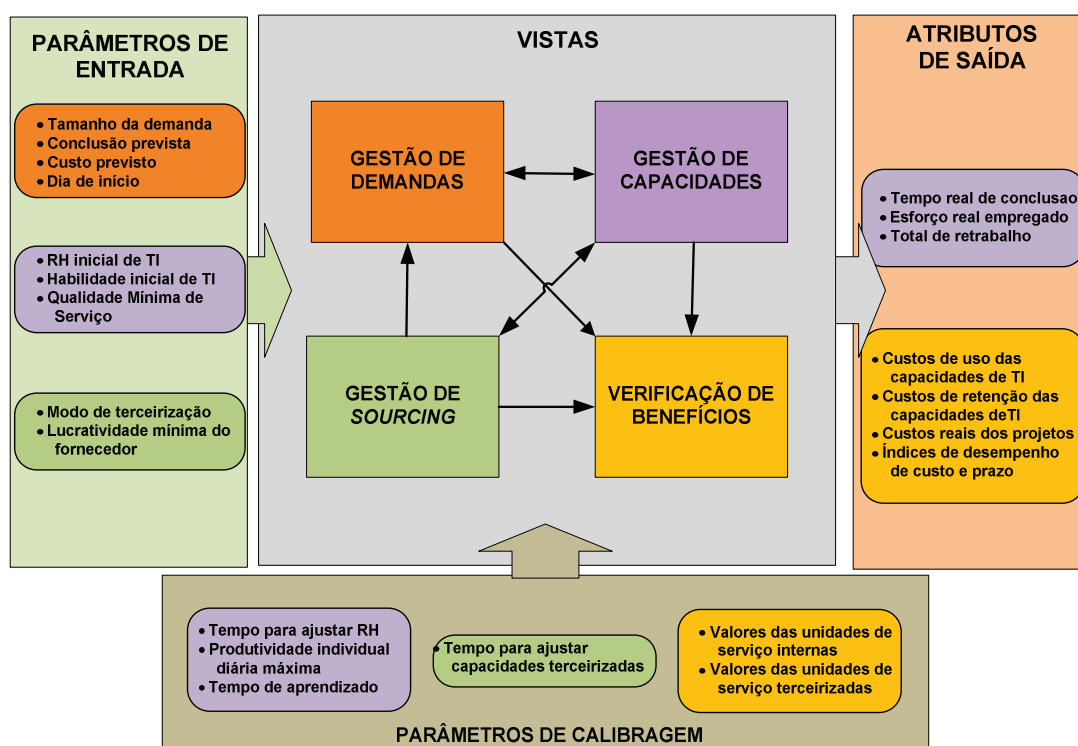 PARÂMETROS DE
ENTRADA
• Tamanho da demanda
• Conclusão prevista
• Custo previsto
• Dia de início
• RH inicial de TI
• Habilidade inicial de TI
• Qualidade Mínima de
Serviço
• Modo de terceirização
• Lucratividade mínima do
fornecedor
VISTAS
GESTÃO DE
DEMANDAS
GESTÃO DE
CAPACIDADES
GESTÃO DE
SOURCING
VERIFICAÇÃO DE
BENEFÍCIOS
ATRIBUTOS
DE SAÍDA
• Tempo real de conclusao
• Esforço real empregado
• Total de retrabalho
• Custos de uso das
capacidades de TI
• Custos de retenção das
capacidades deTI
• Custos reais dos projetos
• Índices de desempenho
de custo e prazo
• Tempo para ajustar RH
• Produtividade individual
diária máxima
• Tempo de aprendizado
• Tempo para ajustar
capacidades terceirizadas
• Valores das unidades de
serviço internas
• Valores das unidades de
serviço terceirizadas
PARÂMETROS DE CALIBRAGEM